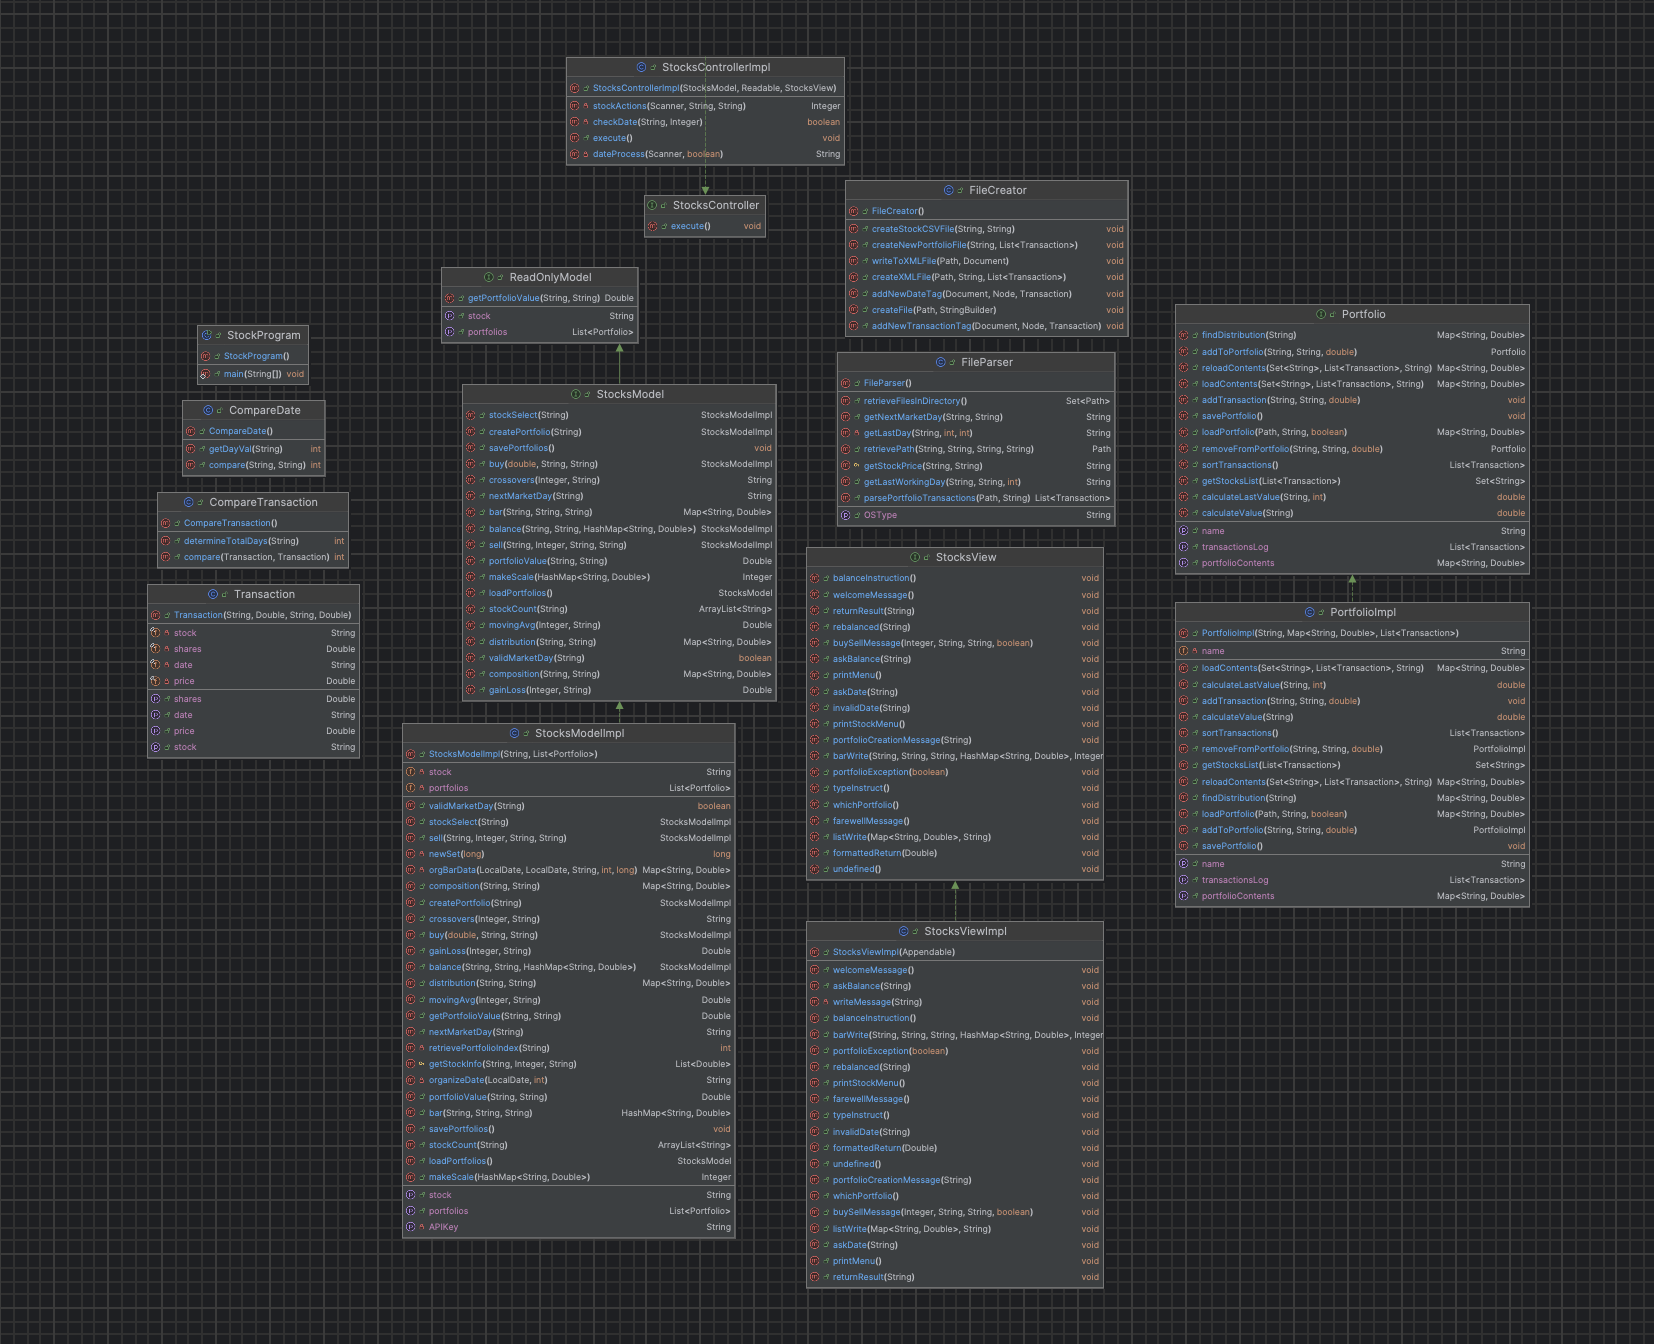 StocksControllerImpl
StocksControllerImpl(StocksModel, Readable, StocksView)
stockActions(Scanner, String, String) Integer
checkDate(String, Integer) boolean
execute() void
dateProcess(Scanner, boolean) String
StocksController
execute() void
FileCreator
FileCreator()
createStockCSVFile(String, String) void
createNewPortfolioFile(String, List<Transaction>) void
writeToXMLFile(Path, Document) void
createXMLFile(Path, String, List<Transaction>) void
addNewDateTag(Document, Node, Transaction) void
createFile(Path, StringBuilder) void
addNewTransactionTag(Document, Node, Transaction) void
ReadOnlyModel
getPortfolioValue(String, String) Double
stock String
portfolios List<Portfolio>
StockProgram
StockProgram()
main(String[]) void
CompareDate
CompareDate()
getDayVal(String) int
compare(String, String) int
CompareTransaction
CompareTransaction()
determineTotalDays(String) int
compare(Transaction, Transaction) int
Transaction
Transaction(String, Double, String, Double)
stock String
shares Double
date String
price Double
shares Double
date String
price Double
stock String
StocksModel
stockSelect(String) StocksModelImpl
createPortfolio(String) StocksModelImpl
savePortfolios() void
buy(double, String, String) StocksModelImpl
crossovers(Integer, String) String
nextMarketDay(String) String
bar(String, String, String) Map<String, Double>
balance(String, String, HashMap<String, Double>) StocksModelImpl
sell(String, Integer, String, String) StocksModelImpl
portfolioValue(String, String) Double
makeScale(HashMap<String, Double>) Integer
loadPortfolios() StocksModel
stockCount(String) ArrayList<String>
movingAvg(Integer, String) Double
distribution(String, String) Map<String, Double>
validMarketDay(String) boolean
composition(String, String) Map<String, Double>
gainLoss(Integer, String) Double
StocksModelImpl
StocksModelImpl(String, List<Portfolio>)
stock String
portfolios List<Portfolio>
validMarketDay(String) boolean
stockSelect(String) StocksModelImpl
sell(String, Integer, String, String) StocksModelImpl
newSet(long) long
orgBarData(LocalDate, LocalDate, String, int, long) Map<String, Double>
composition(String, String) Map<String, Double>
createPortfolio(String) StocksModelImpl
crossovers(Integer, String) String
buy(double, String, String) StocksModelImpl
gainLoss(Integer, String) Double
balance(String, String, HashMap<String, Double>) StocksModelImpl
distribution(String, String) Map<String, Double>
movingAvg(Integer, String) Double
getPortfolioValue(String, String) Double
nextMarketDay(String) String
retrievePortfolioIndex(String) int
getStockInfo(String, Integer, String) List<Double>
organizeDate(LocalDate, int) String
portfolioValue(String, String) Double
bar(String, String, String) HashMap<String, Double>
savePortfolios() void
stockCount(String) ArrayList<String>
loadPortfolios() StocksModel
makeScale(HashMap<String, Double>) Integer
stock String
portfolios List<Portfolio>
APIKey String
FileParser
FileParser()
retrieveFilesInDirectory() Set<Path>
getNextMarketDay(String, String) String
getLastDay(String, int, int) String
retrievePath(String, String, String, String) Path
getStockPrice(String, String) String
getLastWorkingDay(String, String, int) String
parsePortfolioTransactions(Path, String) List<Transaction>
OSType String
StocksView
balanceInstruction() void
welcomeMessage() void
returnResult(String) void
rebalanced(String) void
buySellMessage(Integer, String, String, boolean) void
askBalance(String) void
printMenu() void
askDate(String) void
invalidDate(String) void
printStockMenu() void
portfolioCreationMessage(String) void
barWrite(String, String, String, HashMap<String, Double>, Integer
portfolioException(boolean) void
typeInstruct() void
whichPortfolio() void
farewellMessage() void
listWrite(Map<String, Double>, String) void
formattedReturn(Double) void
undefined() void
StocksViewImpl
StocksViewImpl(Appendable)
welcomeMessage() void
askBalance(String) void
writeMessage(String) void
balanceInstruction() void
barWrite(String, String, String, HashMap<String, Double>, Integer
portfolioException(boolean) void
rebalanced(String) void
printStockMenu() void
farewellMessage() void
typeInstruct() void
invalidDate(String) void
formattedReturn(Double) void
undefined() void
portfolioCreationMessage(String) void
whichPortfolio() void
buySellMessage(Integer, String, String, boolean) void
listWrite(Map<String, Double>, String) void
askDate(String) void
printMenu() void
returnResult(String) void
Portfolio
findDistribution(String) Map<String, Double>
addToPortfolio(String, String, double) Portfolio
reloadContents(Set<String>, List<Transaction>, String) Map<String, Double>
loadContents(Set<String>, List<Transaction>, String) Map<String, Double>
addTransaction(String, String, double) void
savePortfolio() void
loadPortfolio(Path, String, boolean) Map<String, Double>
removeFromPortfolio(String, String, double) Portfolio
sortTransactions() List<Transaction>
getStocksList(List<Transaction>) Set<String>
calculateLastValue(String, int) double
calculateValue(String) double
name String
transactionsLog List<Transaction>
portfolioContents Map<String, Double>
PortfolioImpl
PortfolioImpl(String, Map<String, Double>, List<Transaction>)
name String
loadContents(Set<String>, List<Transaction>, String) Map<String, Double>
calculateLastValue(String, int) double
addTransaction(String, String, double) void
calculateValue(String) double
sortTransactions() List<Transaction>
removeFromPortfolio(String, String, double) PortfolioImpl
getStocksList(List<Transaction>) Set<String>
reloadContents(Set<String>, List<Transaction>, String) Map<String, Double>
findDistribution(String) Map<String, Double>
loadPortfolio(Path, String, boolean) Map<String, Double>
addToPortfolio(String, String, double) PortfolioImpl
savePortfolio() void
name String
transactionsLog List<Transaction>
portfolioContents Map<String, Double>